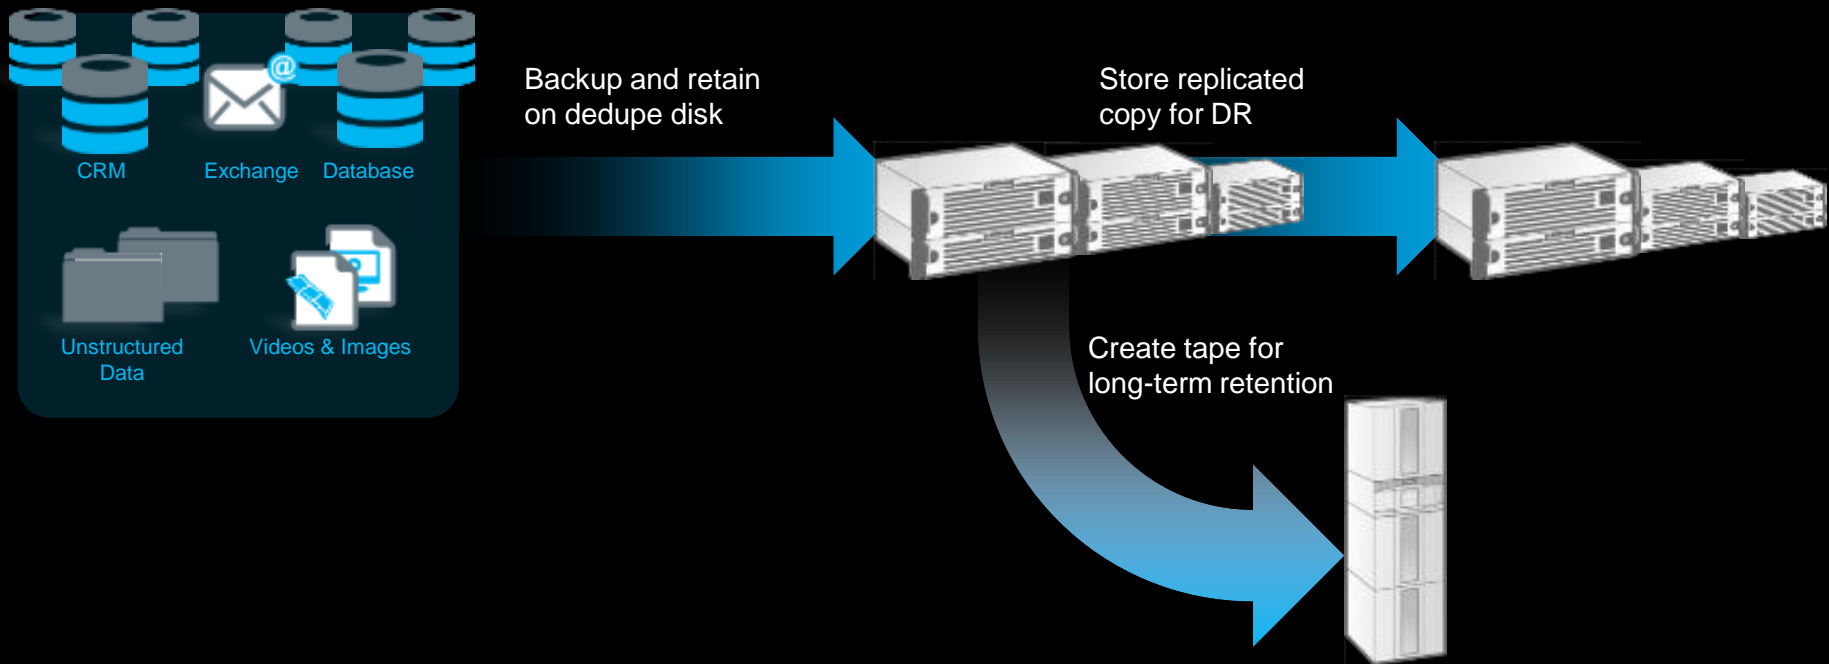 @
CRM
Exchange
Database
Unstructured
Data
Videos & Images
Backup and retain
on dedupe disk
Store replicated
copy for DR
Create tape for
long-term retention